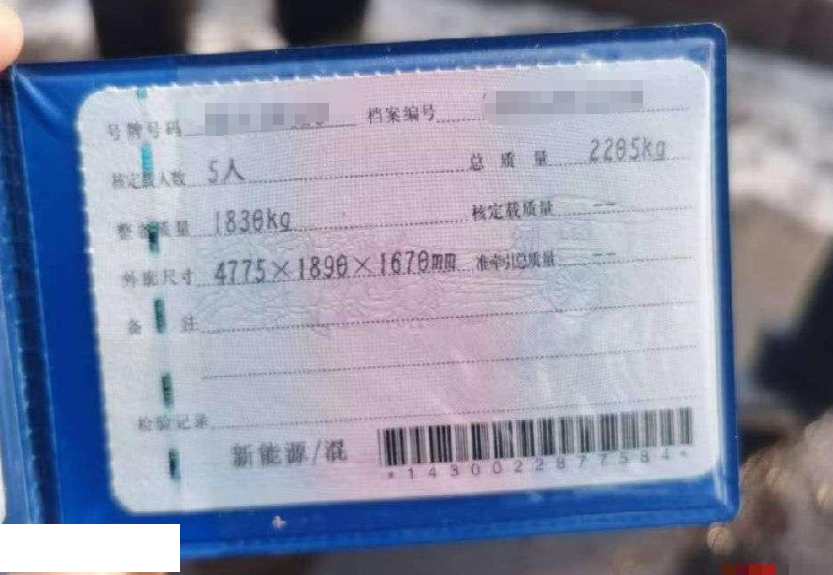 号牌号码 档案编号
核定载人数 5人 总质量 2205kg
整备质量 1830kg 核定载质量 --
外廓尺寸 4775×1890×1670mm 准牵引总质量 --
备注
检验记录
新能源/混
*1430022877584*